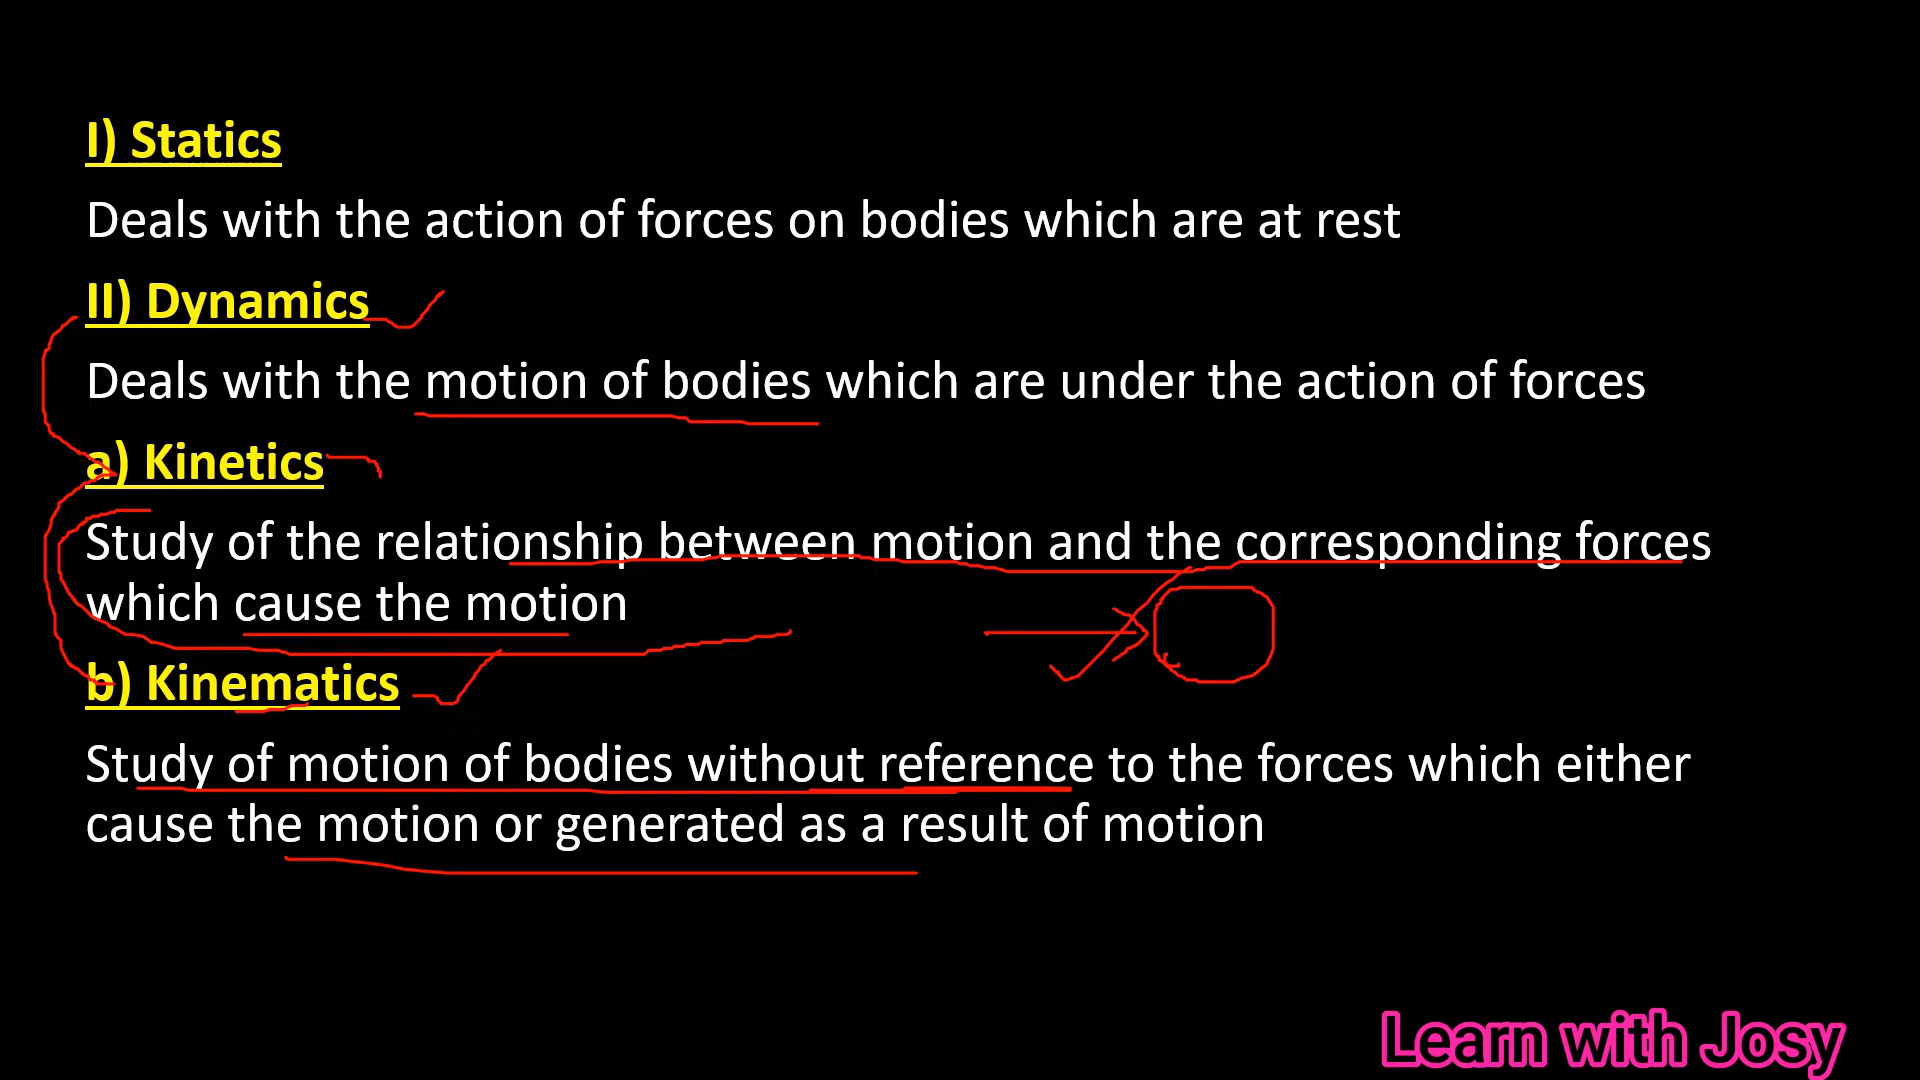 I) Statics
Deals with the action of forces on bodies which are at rest
II) Dynamics
Deals with the motion of bodies which are under the action of forces
a) Kinetics
Study of the relationship between motion and the corresponding forces
which cause the motion
b) Kinematics
Study of motion of bodies without reference to the forces which either
cause the motion or generated as a result of motion
Learn with Josy